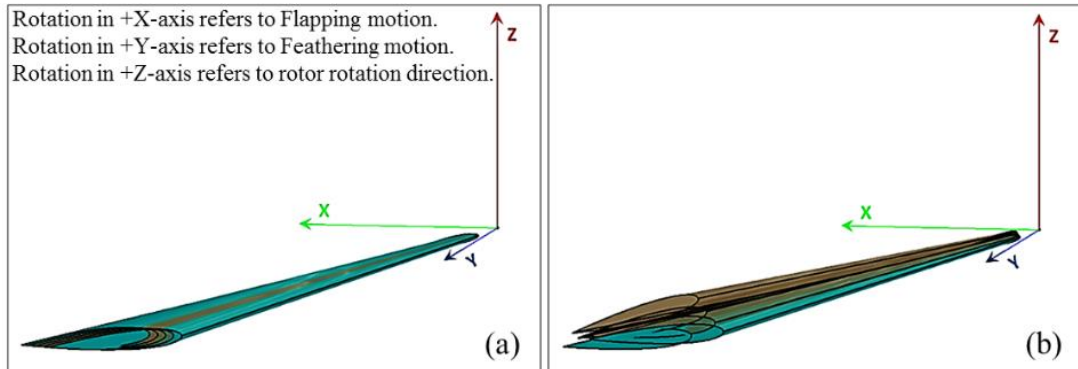 Rotation in +X-axis refers to Flapping motion.
Rotation in +Y-axis refers to Feathering motion.
Rotation in +Z-axis refers to rotor rotation direction.
Z
X
Y
(a)
Z
X
Y
(b)